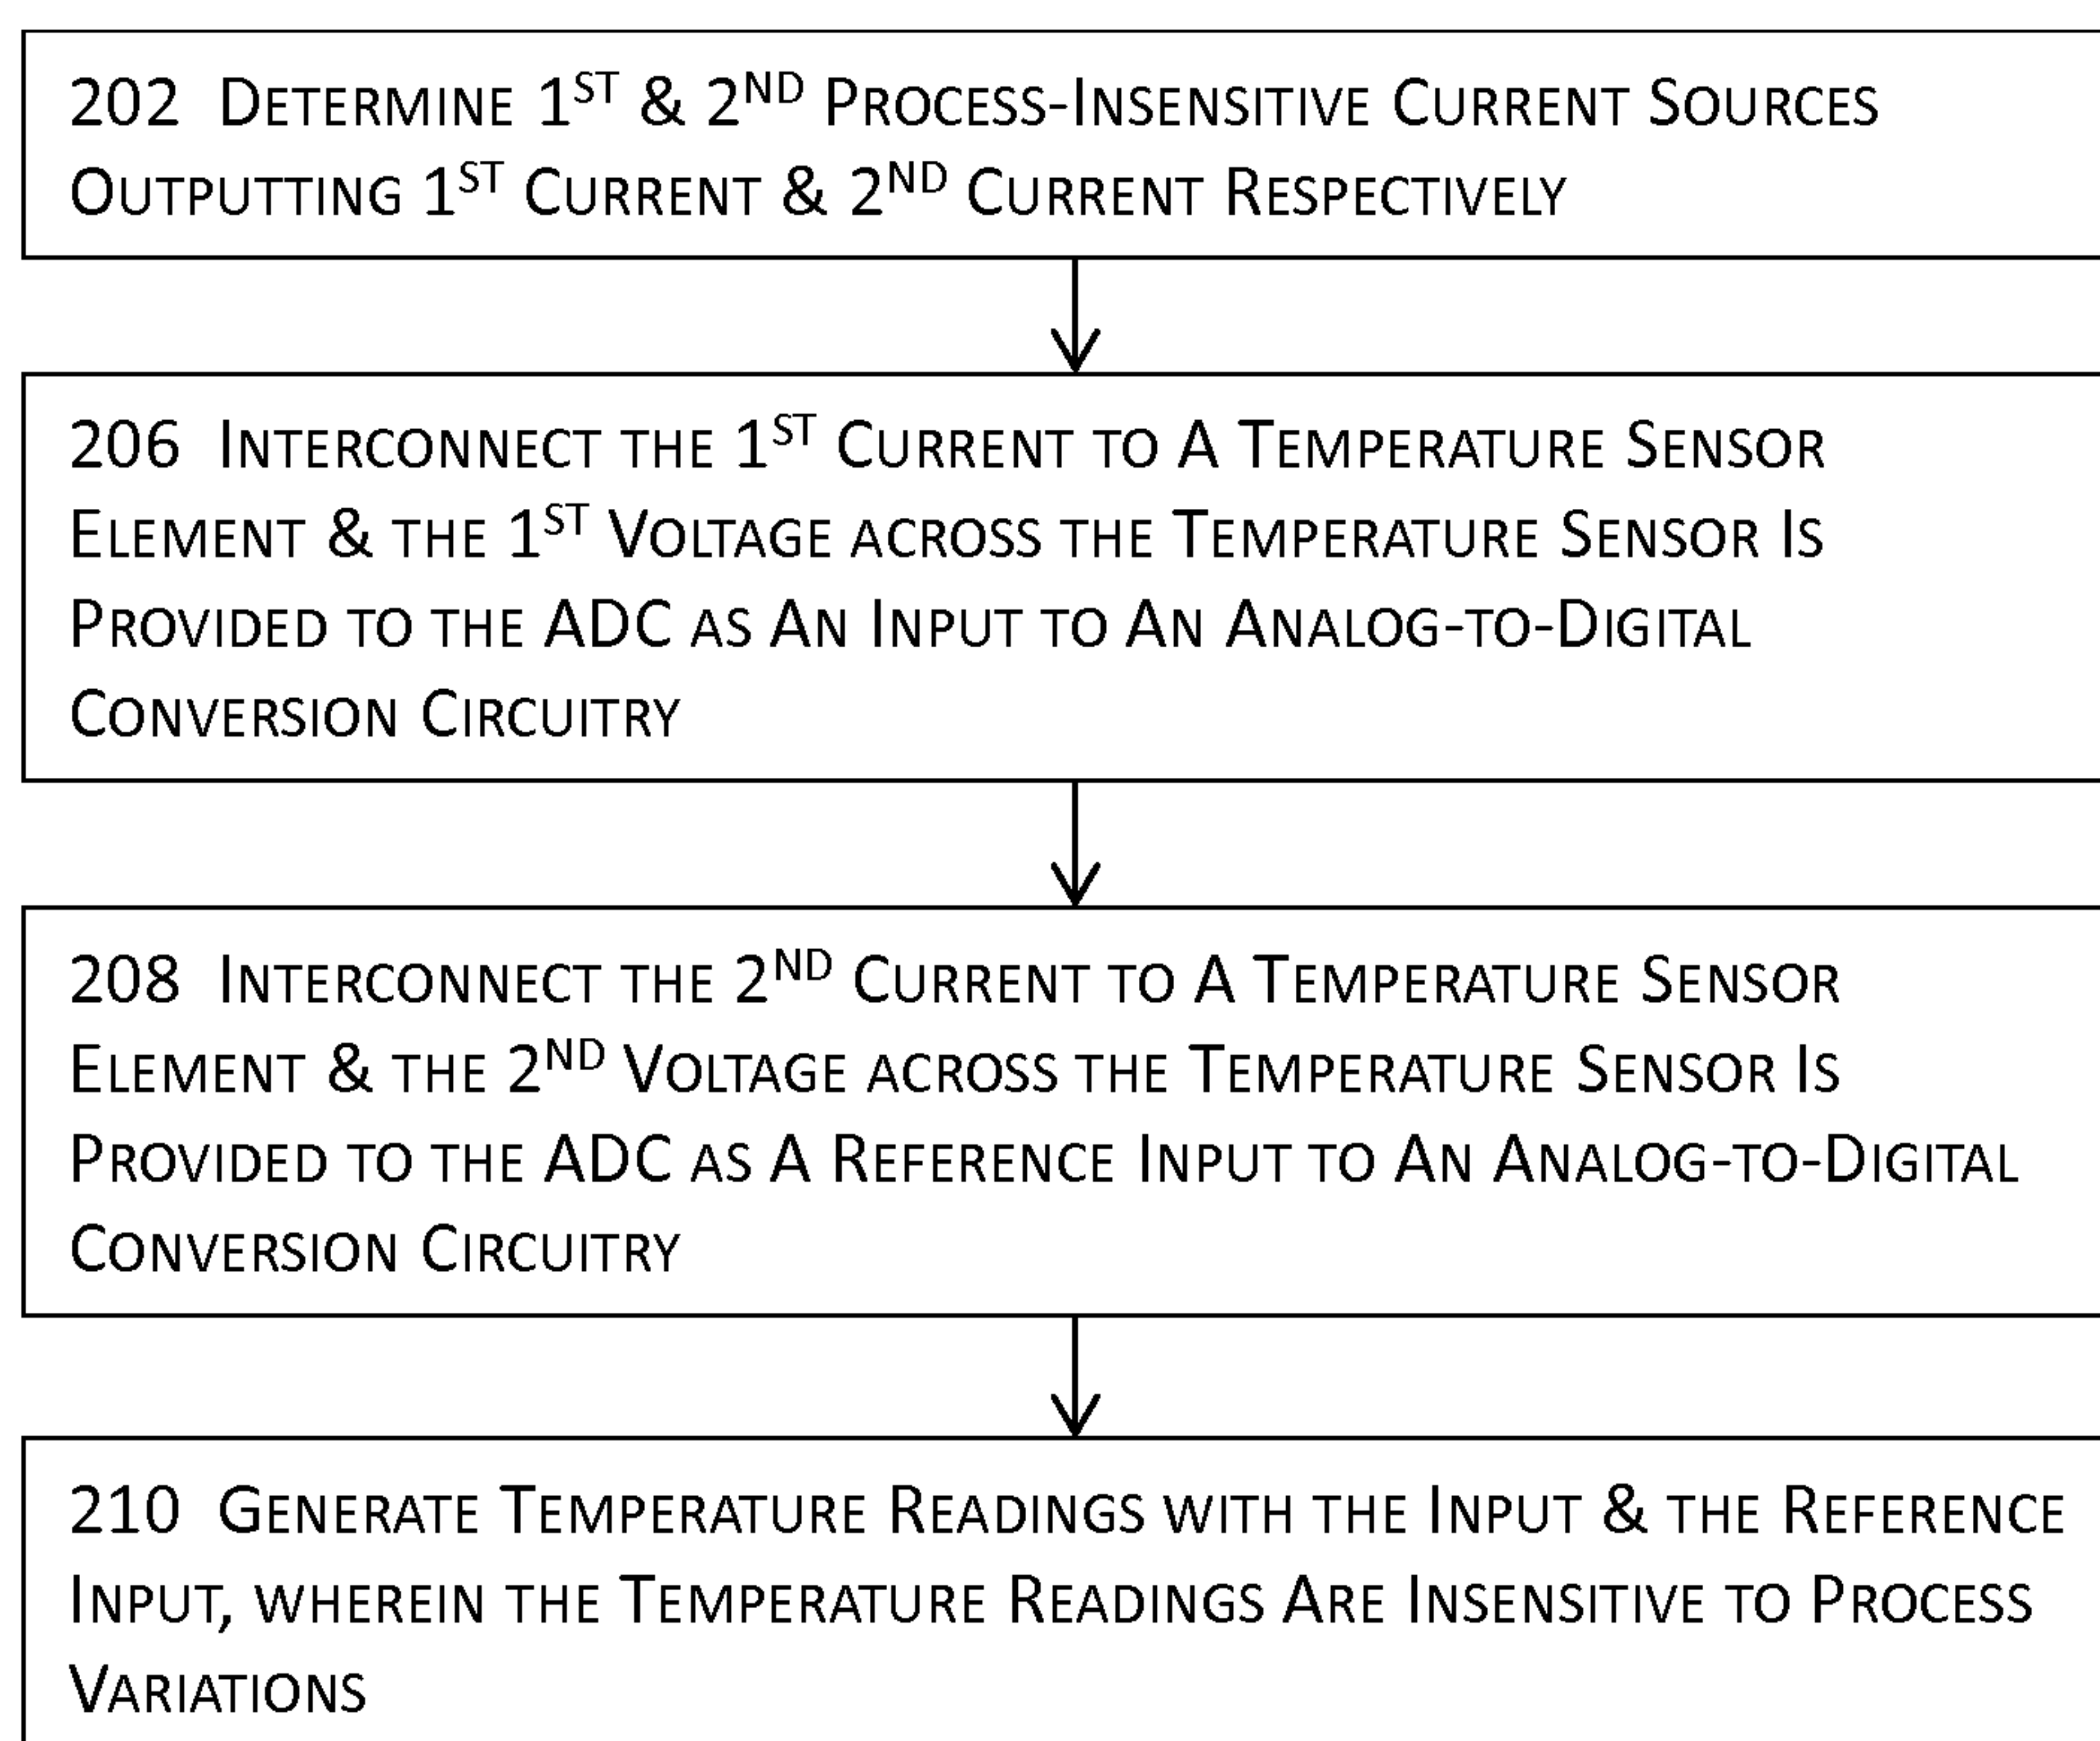 202 Determine 1st & 2nd Process-Insensitive Current Sources
Outputting 1st Current & 2nd Current Respectively
206 Interconnect the 1st Current to A Temperature Sensor
Element & the 1st Voltage across the Temperature Sensor Is
Provided to the ADC as An Input to An Analog-to-Digital
Conversion Circuitry
208 Interconnect the 2nd Current to A Temperature Sensor
Element & the 2nd Voltage across the Temperature Sensor Is
Provided to the ADC as A Reference Input to An Analog-to-Digital
Conversion Circuitry
210 Generate Temperature Readings with the Input & the Reference
Input, wherein the Temperature Readings Are Insensitive to Process
Variations